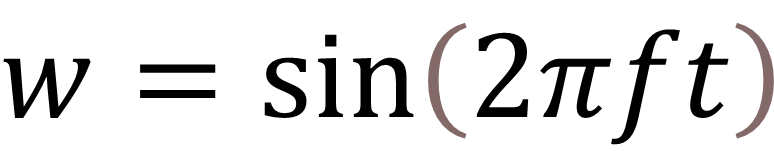 w = sin(2πft)